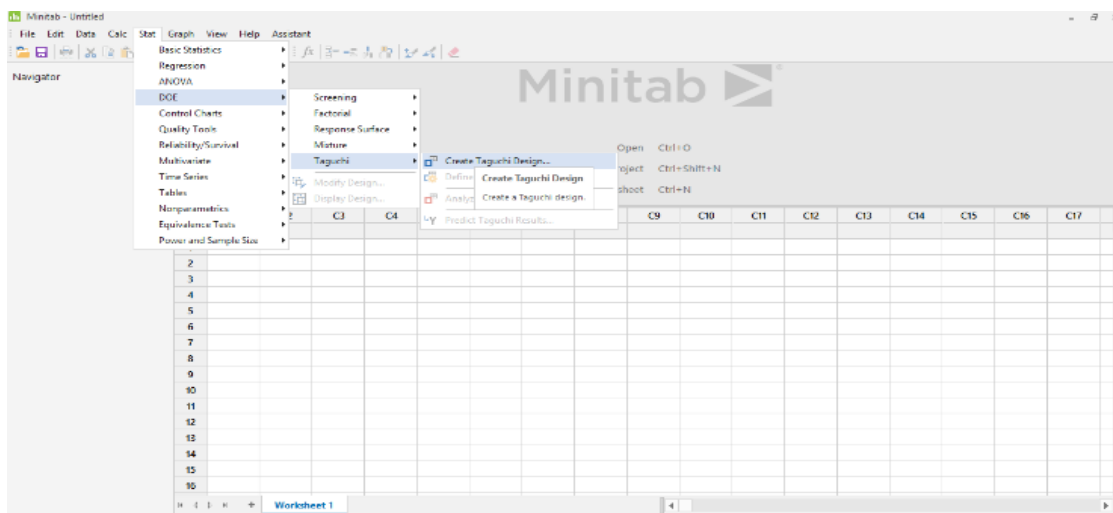 Minitab - Untitled
File Edit Data Calc Stat Graph View Help Assistant
Navigator
Minitab
Basic Statistics
Regression
ANOVA
DOE
Control Charts
Quality Tools
Reliability/Survival
Multivariate
Time Series
Tables
Nonparametrics
Equivalence Tests
Power and Sample Size
Screening
Factorial
Response Surface
Mixture
Taguchi
Modify Design...
Display Design...
Create Taguchi Design...
Define
Analyz
Predict Taguchi Results...
Create Taguchi Design
Create a Taguchi design.
Open Ctrl+O
roject Ctrl+Shift+N
sheet Ctrl+N
C3 C4 C9 C10 C11 C12 C13 C14 C15 C16 C17
2
3
4
5
6
7
8
9
10
11
12
13
14
15
16
Worksheet 1